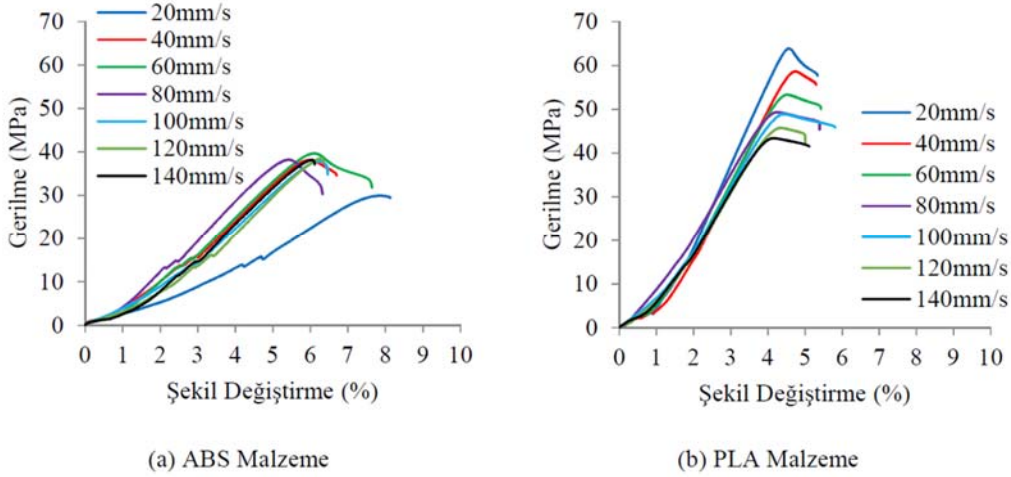 70
60
50
40
30
20
10
0
Gerilme (MPa)
20mm/s
40mm/s
60mm/s
80mm/s
100mm/s
120mm/s
140mm/s
0 1 2 3 4 5 6 7 8 9 10
Şekil Değiştirme (%)
(a) ABS Malzeme
70
60
50
40
30
20
10
0
Gerilme (MPa)
20mm/s
40mm/s
60mm/s
80mm/s
100mm/s
120mm/s
140mm/s
0 1 2 3 4 5 6 7 8 9 10
Şekil Değiştirme (%)
(b) PLA Malzeme